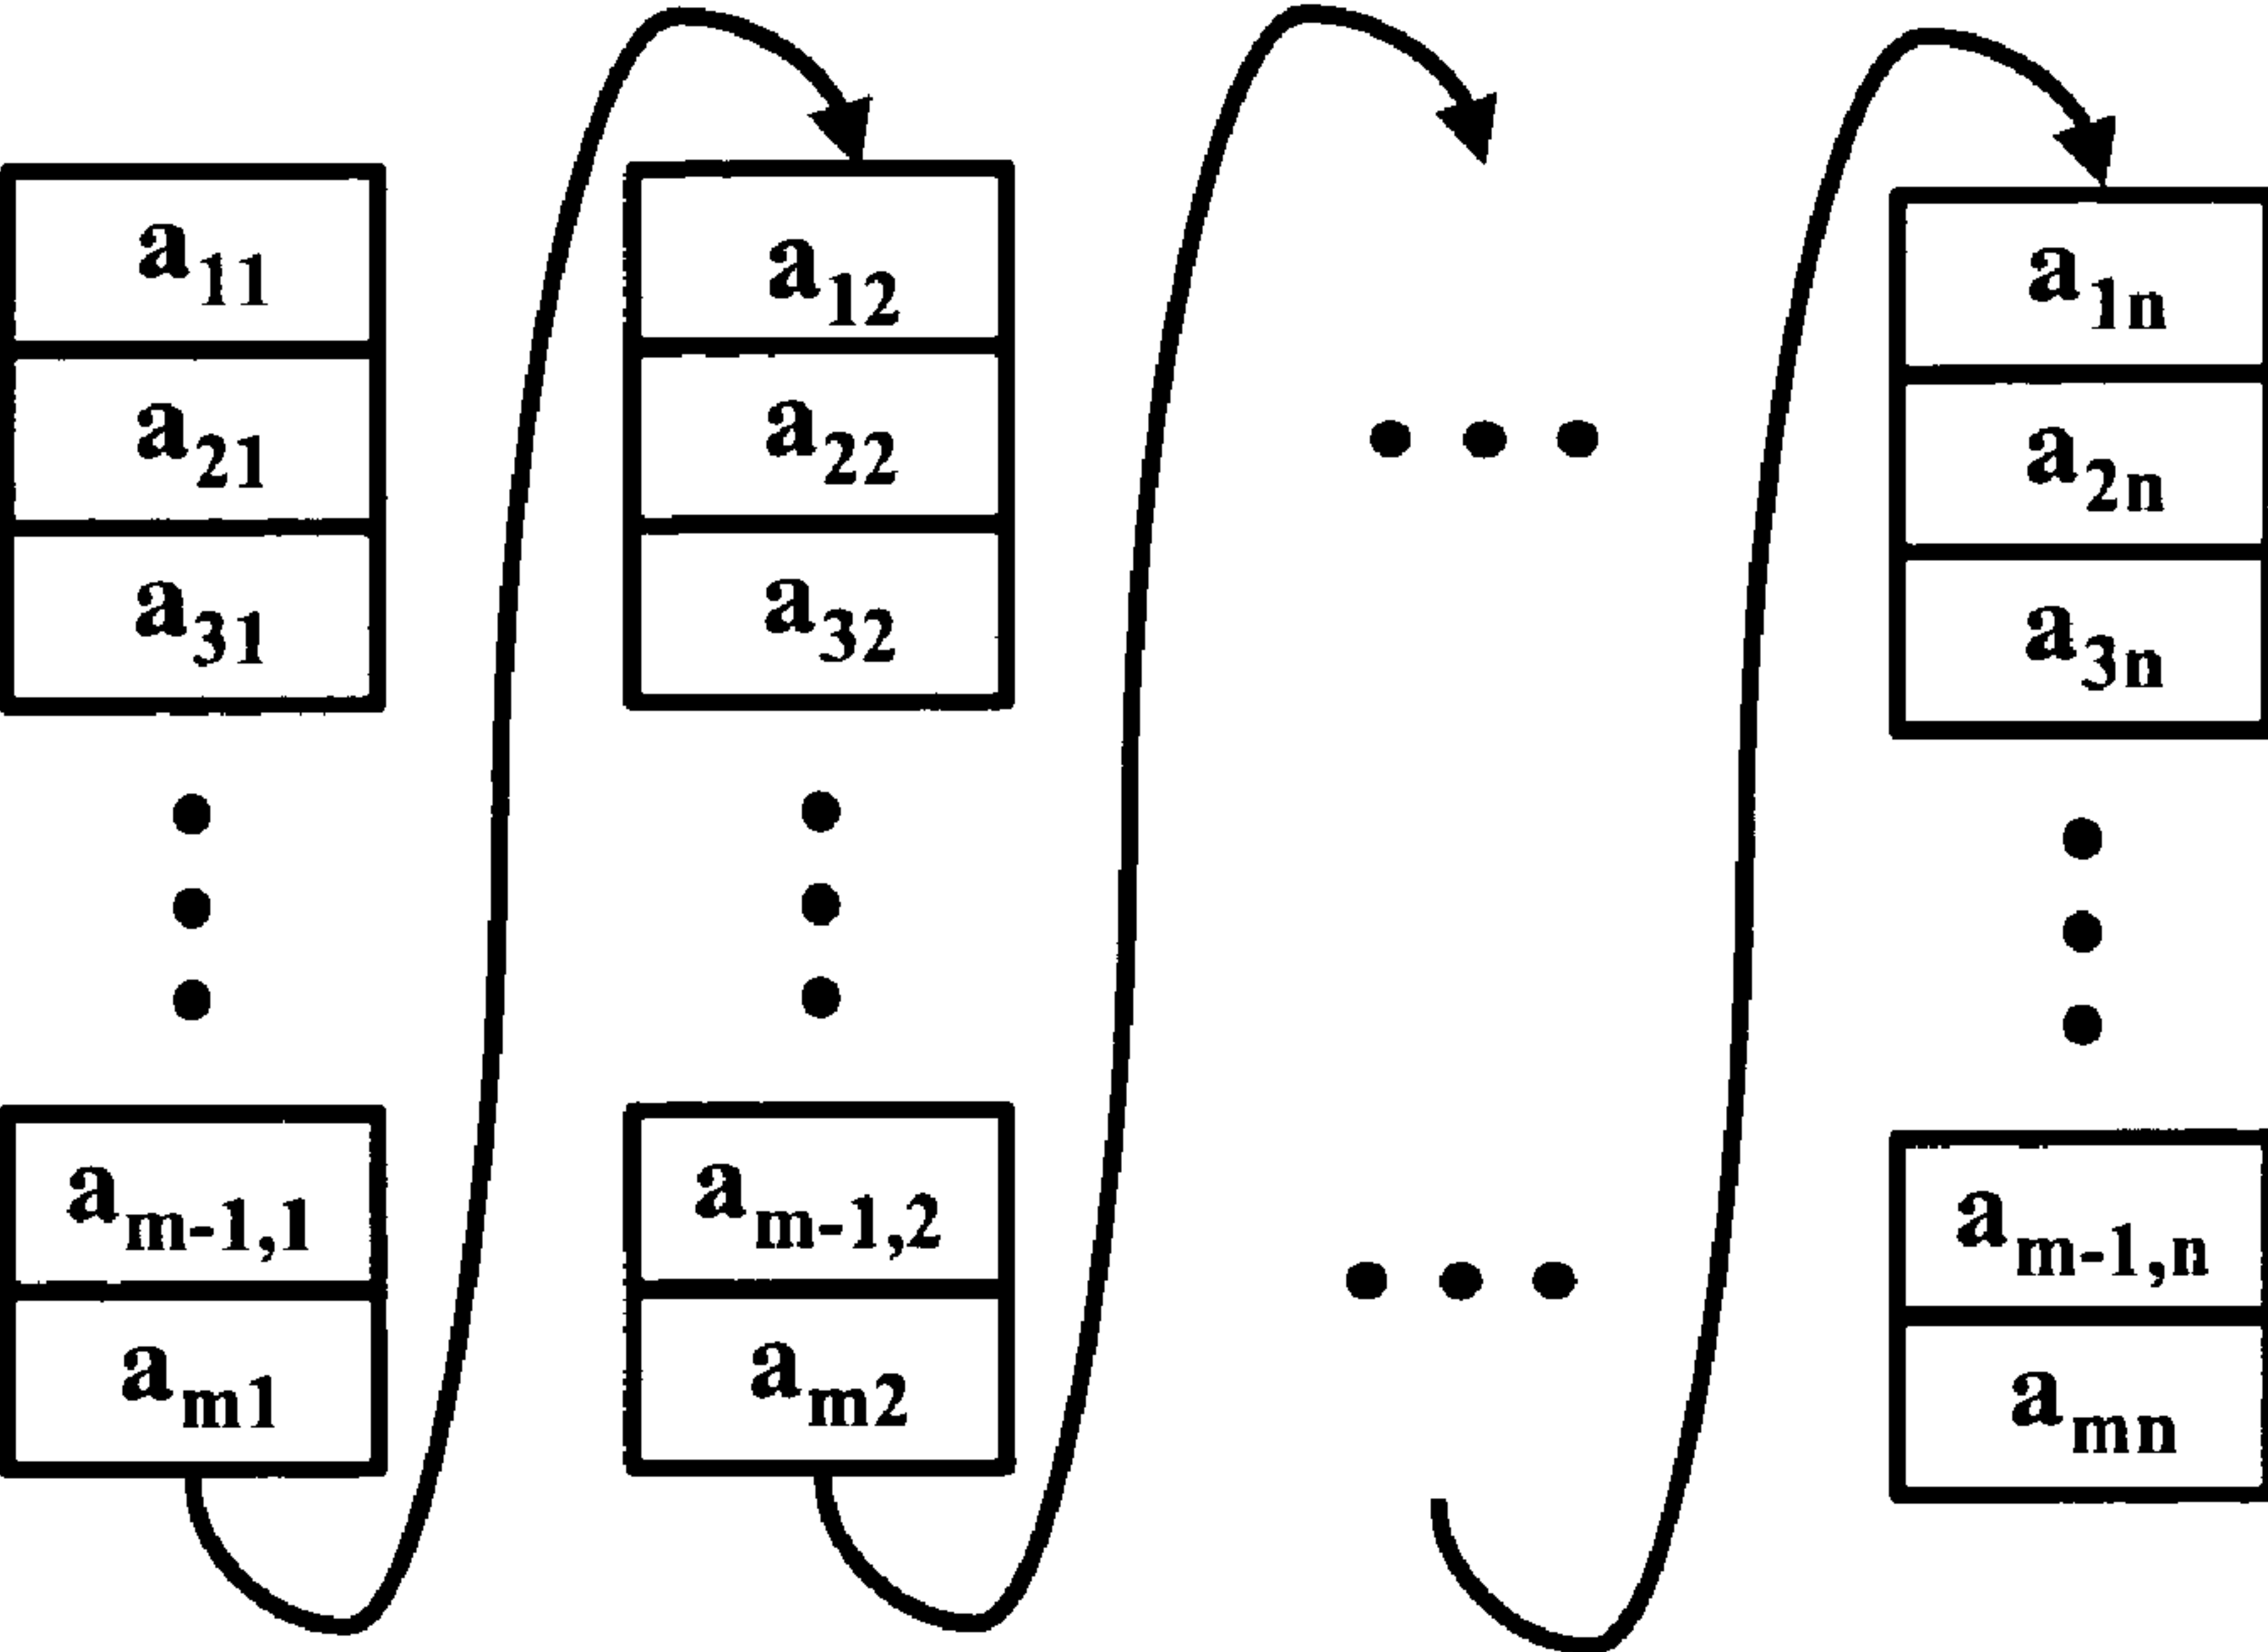 a11 a12 a1n
a21 a22 • • • a2n
a31 a32 a3n
am-1,1 am-1,2 • • • am-1,n
am1 am2 amn